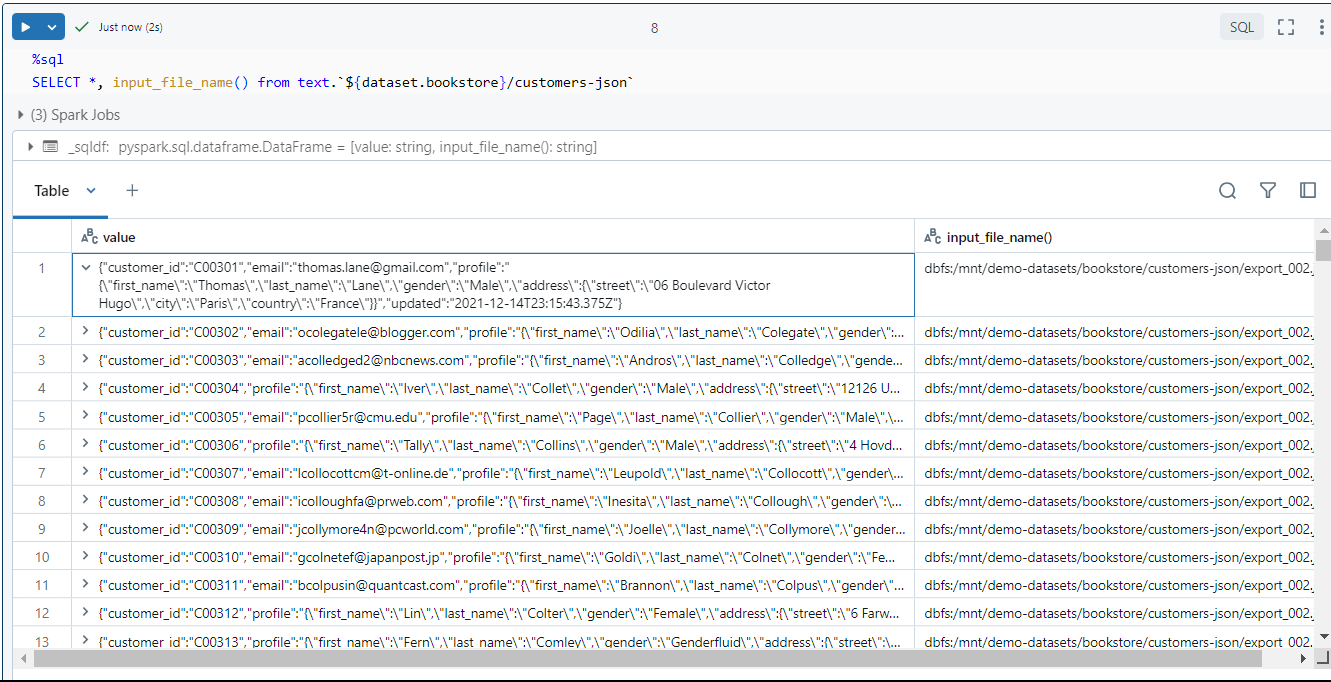 Just now (2s)
8
SQL
%sql
SELECT *, input_file_name() from text.`${dataset.bookstore}/customers-json`
(3) Spark Jobs
_sqldf: pyspark.sql.dataframe.DataFrame = [value: string, input_file_name(): string]
Table
value input_file_name()
1 {"customer_id":"C00301","email":"thomas.lane@gmail.com","profile":" dbfs:/mnt/demo-datasets/bookstore/customers-json/export_002.
{\"first_name\":\"Thomas\",\"last_name\":\"Lane\",\"gender\":\"Male\",\"address\":{\"street\":\"06 Boulevard Victor
Hugo\",\"city\":\"Paris\",\"country\":\"France\"}}","updated":"2021-12-14T23:15:43.375Z"}
2 {"customer_id":"C00302","email":"ocolegatele@blogger.com","profile":"{\"first_name\":\"Odilia\",\"last_name\":\"Colegate\",\"gender\":... dbfs:/mnt/demo-datasets/bookstore/customers-json/export_002.
3 {"customer_id":"C00303","email":"acolledged2@nbcnews.com","profile":"{\"first_name\":\"Andros\",\"last_name\":\"Colledge\",\"gende... dbfs:/mnt/demo-datasets/bookstore/customers-json/export_002.
4 {"customer_id":"C00304","profile":"{\"first_name\":\"Iver\",\"last_name\":\"Collet\",\"gender\":\"Male\",\"address\":{\"street\":\"12126 U... dbfs:/mnt/demo-datasets/bookstore/customers-json/export_002.
5 {"customer_id":"C00305","email":"pcollier5r@cmu.edu","profile":"{\"first_name\":\"Page\",\"last_name\":\"Collier\",\"gender\":\"Male\",\... dbfs:/mnt/demo-datasets/bookstore/customers-json/export_002.
6 {"customer_id":"C00306","profile":"{\"first_name\":\"Tally\",\"last_name\":\"Collins\",\"gender\":\"Male\",\"address\":{\"street\":\"4 Hovd... dbfs:/mnt/demo-datasets/bookstore/customers-json/export_002.
7 {"customer_id":"C00307","email":"lcollocottcm@t-online.de","profile":"{\"first_name\":\"Leupold\",\"last_name\":\"Collocott\",\"gender\... dbfs:/mnt/demo-datasets/bookstore/customers-json/export_002.
8 {"customer_id":"C00308","email":"icolloughfa@prweb.com","profile":"{\"first_name\":\"Inesita\",\"last_name\":\"Collough\",\"gender\":\... dbfs:/mnt/demo-datasets/bookstore/customers-json/export_002.
9 {"customer_id":"C00309","email":"jcollymore4n@pcworld.com","profile":"{\"first_name\":\"Joelle\",\"last_name\":\"Collymore\",\"gender... dbfs:/mnt/demo-datasets/bookstore/customers-json/export_002.
10 {"customer_id":"C00310","email":"gcolnetef@japanpost.jp","profile":"{\"first_name\":\"Goldi\",\"last_name\":\"Colnet\",\"gender\":\"Fe... dbfs:/mnt/demo-datasets/bookstore/customers-json/export_002.
11 {"customer_id":"C00311","email":"bcolpusin@quantcast.com","profile":"{\"first_name\":\"Brannon\",\"last_name\":\"Colpus\",\"gender\":... dbfs:/mnt/demo-datasets/bookstore/customers-json/export_002.
12 {"customer_id":"C00312","profile":"{\"first_name\":\"Lin\",\"last_name\":\"Colter\",\"gender\":\"Female\",\"address\":{\"street\":\"6 Farw... dbfs:/mnt/demo-datasets/bookstore/customers-json/export_002.
13 {"customer_id":"C00313","profile":"{\"first_name\":\"Fern\",\"last_name\":\"Comley\",\"gender\":\"Genderfluid\",\"address\":{\"street\":\... dbfs:/mnt/demo-datasets/bookstore/customers-json/export_002.